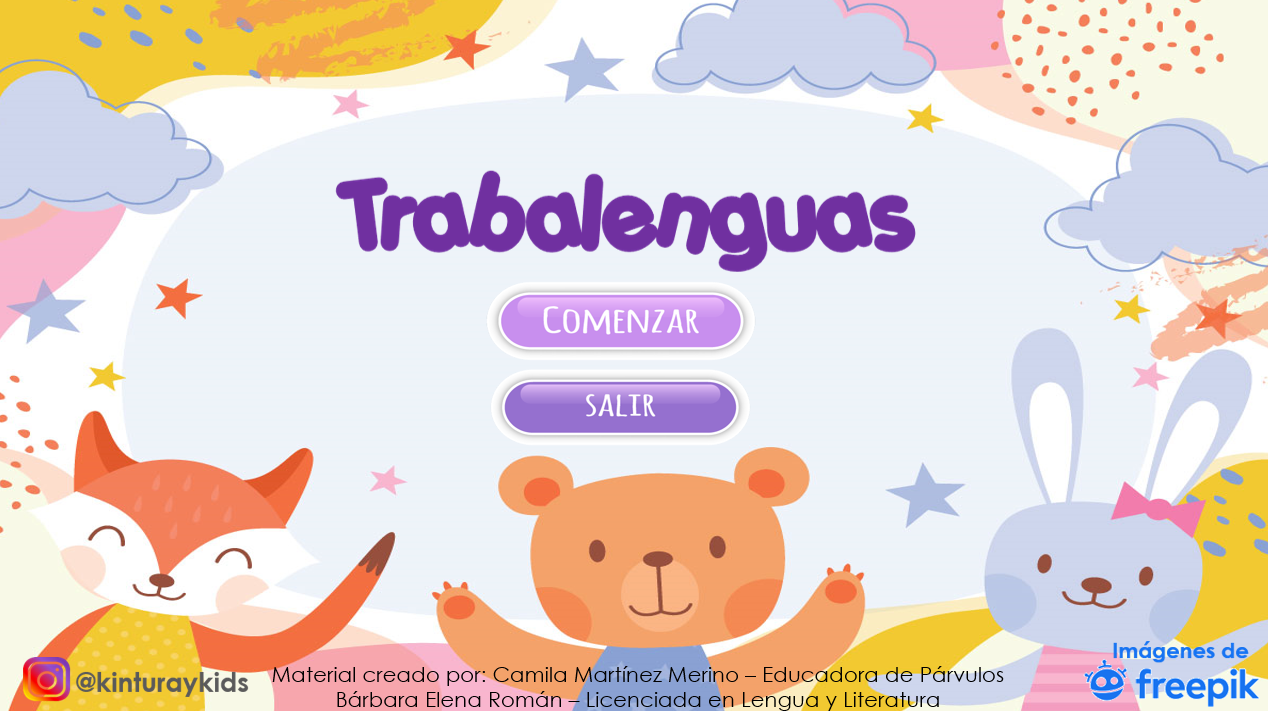 Trabalenguas
COMENZAR
SALIR
@kinturaykids
Material creado por: Camila Martínez Merino – Educadora de Párvulos
Bárbara Elena Román – Licenciada en Lengua y Literatura
Imágenes de
freepik